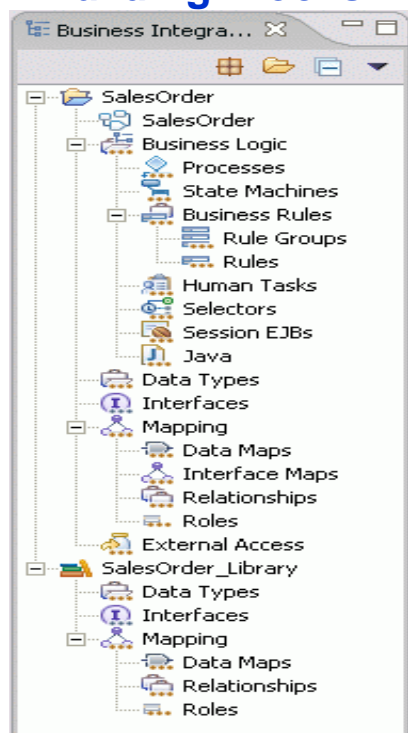 Business Integra...
SalesOrder
SalesOrder
Business Logic
Processes
State Machines
Business Rules
Rule Groups
Rules
Human Tasks
Selectors
Session EJBs
Java
Data Types
Interfaces
Mapping
Data Maps
Interface Maps
Relationships
Roles
External Access
SalesOrder_Library
Data Types
Interfaces
Mapping
Data Maps
Relationships
Roles